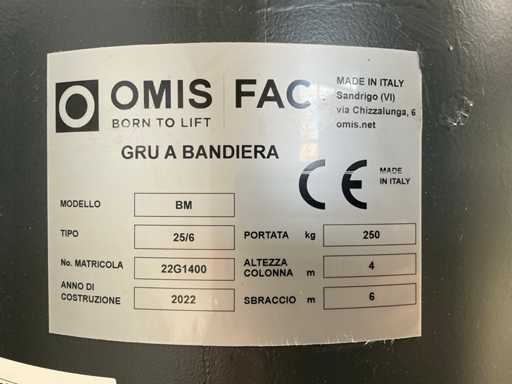 OMIS FAC
BORN TO LIFT
MADE IN ITALY
Sandrigo (VI)
via Chizzalunga, 6
omis.net
GRU A BANDIERA
CE MADE IN ITALY
MODELLO BM
TIPO 25/6
PORTATA kg 250
No. MATRICOLA 22G1400
ALTEZZA COLONNA m 4
ANNO DI COSTRUZIONE 2022
SBRACCIO m 6